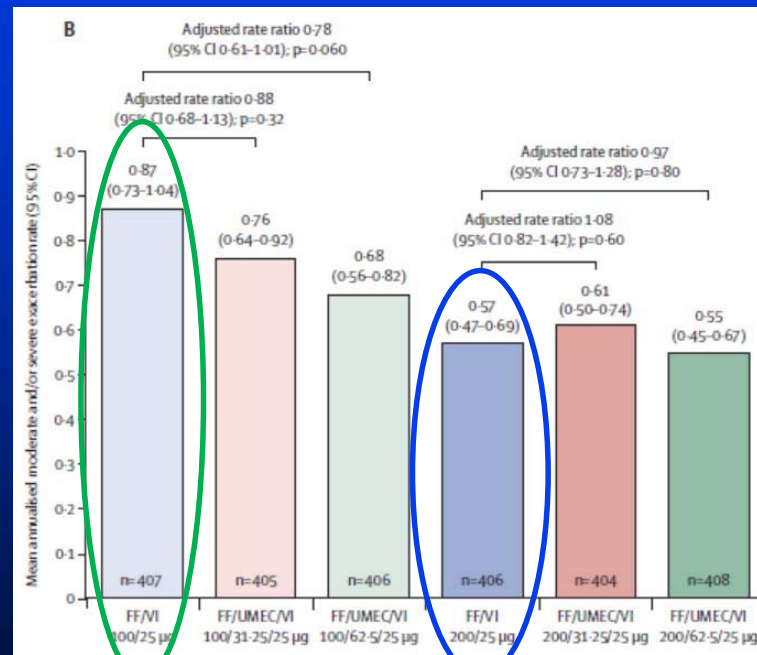 B
Adjusted rate ratio 0·78
(95% CI 0·61–1·01); p=0·060
Adjusted rate ratio 0·88
(95% CI 0·68–1·13); p=0·32
Adjusted rate ratio 0·97
(95% CI 0·73–1·28); p=0·80
Adjusted rate ratio 1·08
(95% CI 0·82–1·42); p=0·60
Mean annualised moderate and/or severe exacerbation rate (95% CI)
1·0
0·9
0·8
0·7
0·6
0·5
0·4
0·3
0·2
0·1
0
0·87
(0·73–1·04)
0·76
(0·64–0·92)
0·68
(0·56–0·82)
0·57
(0·47–0·69)
0·61
(0·50–0·74)
0·55
(0·45–0·67)
n=407
n=405
n=406
n=406
n=404
n=408
FF/VI
100/25 µg
FF/UMEC/VI
100/31·25/25 µg
FF/UMEC/VI
100/62·5/25 µg
FF/VI
200/25 µg
FF/UMEC/VI
200/31·25/25 µg
FF/UMEC/VI
200/62·5/25 µg